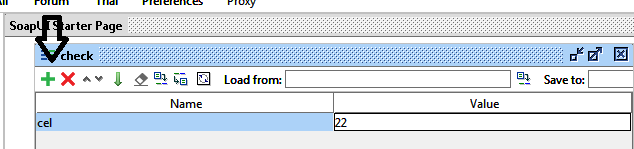 Forum Trial Preferences Proxy
SoapUI Starter Page
check
Load from: Save to:
Name Value
cel 22